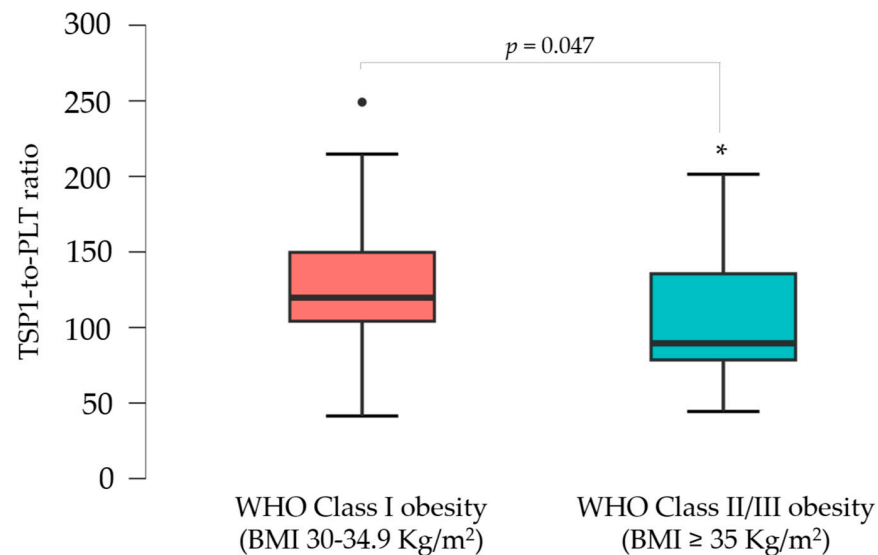 300
p = 0.047
250
*
200
150
100
50
0
TSP1-to-PLT ratio
WHO Class I obesity
(BMI 30-34.9 Kg/m²)
WHO Class II/III obesity
(BMI ≥ 35 Kg/m²)